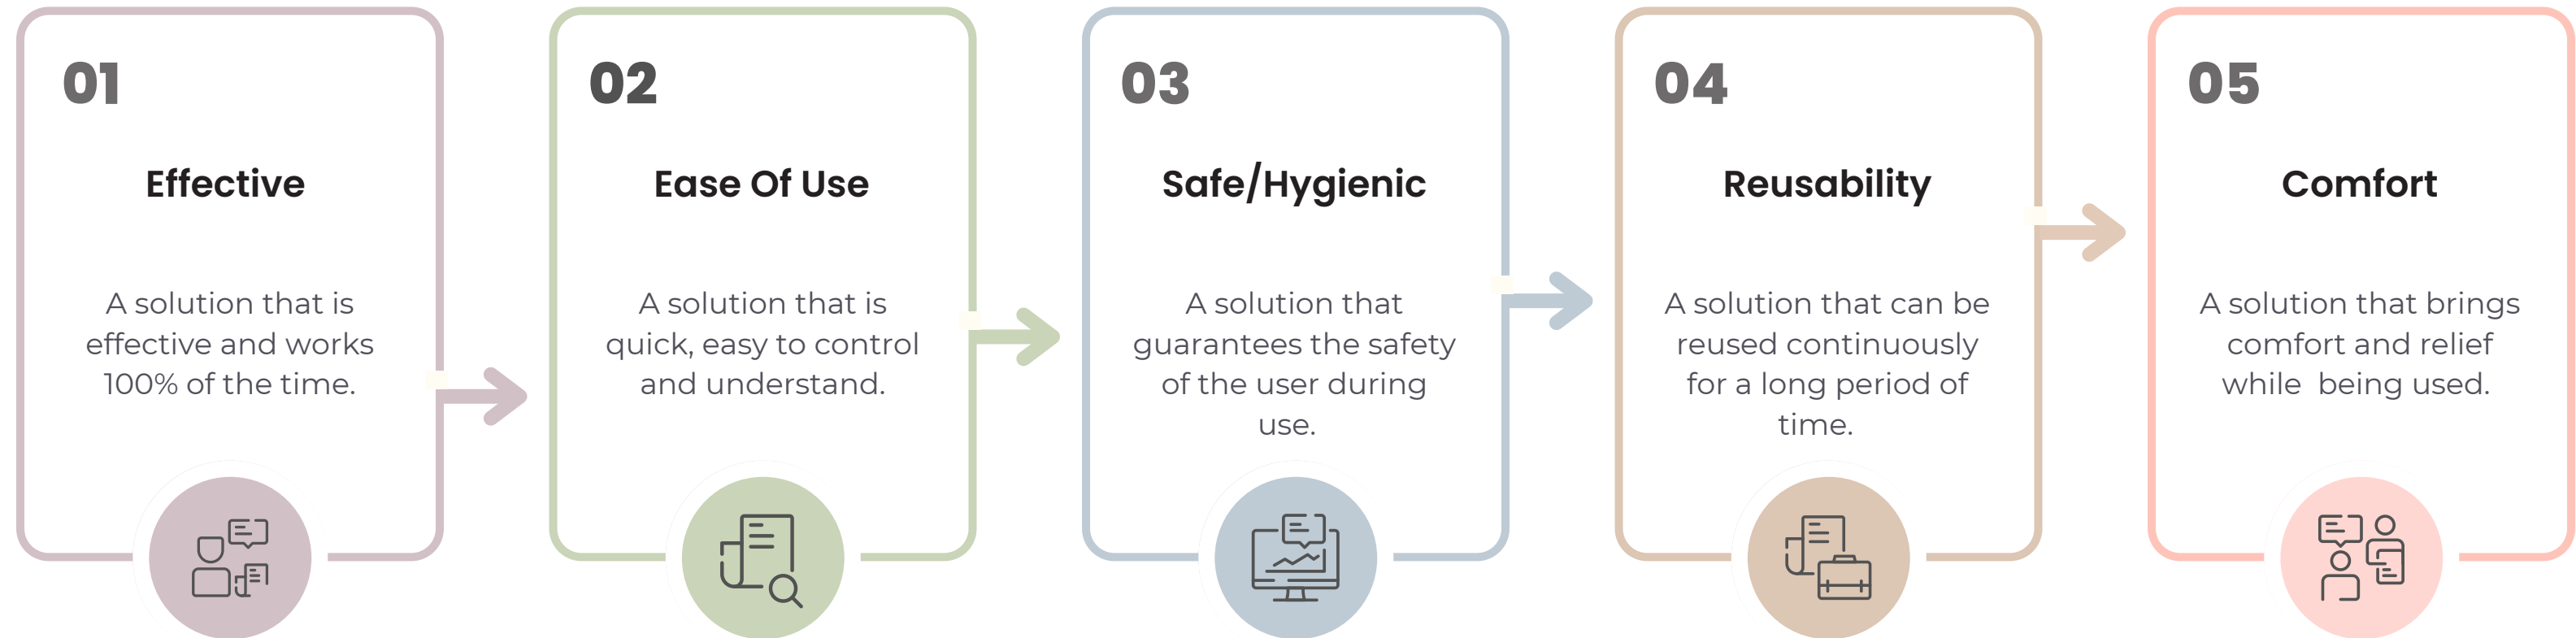 01
Effective
A solution that is
effective and works
100% of the time.
02
Ease Of Use
A solution that is
quick, easy to control
and understand.
03
Safe/Hygienic
A solution that
guarantees the safety
of the user during
use.
04
Reusability
A solution that can be
reused continuously
for a long period of
time.
05
Comfort
A solution that brings
comfort and relief
while  being used.